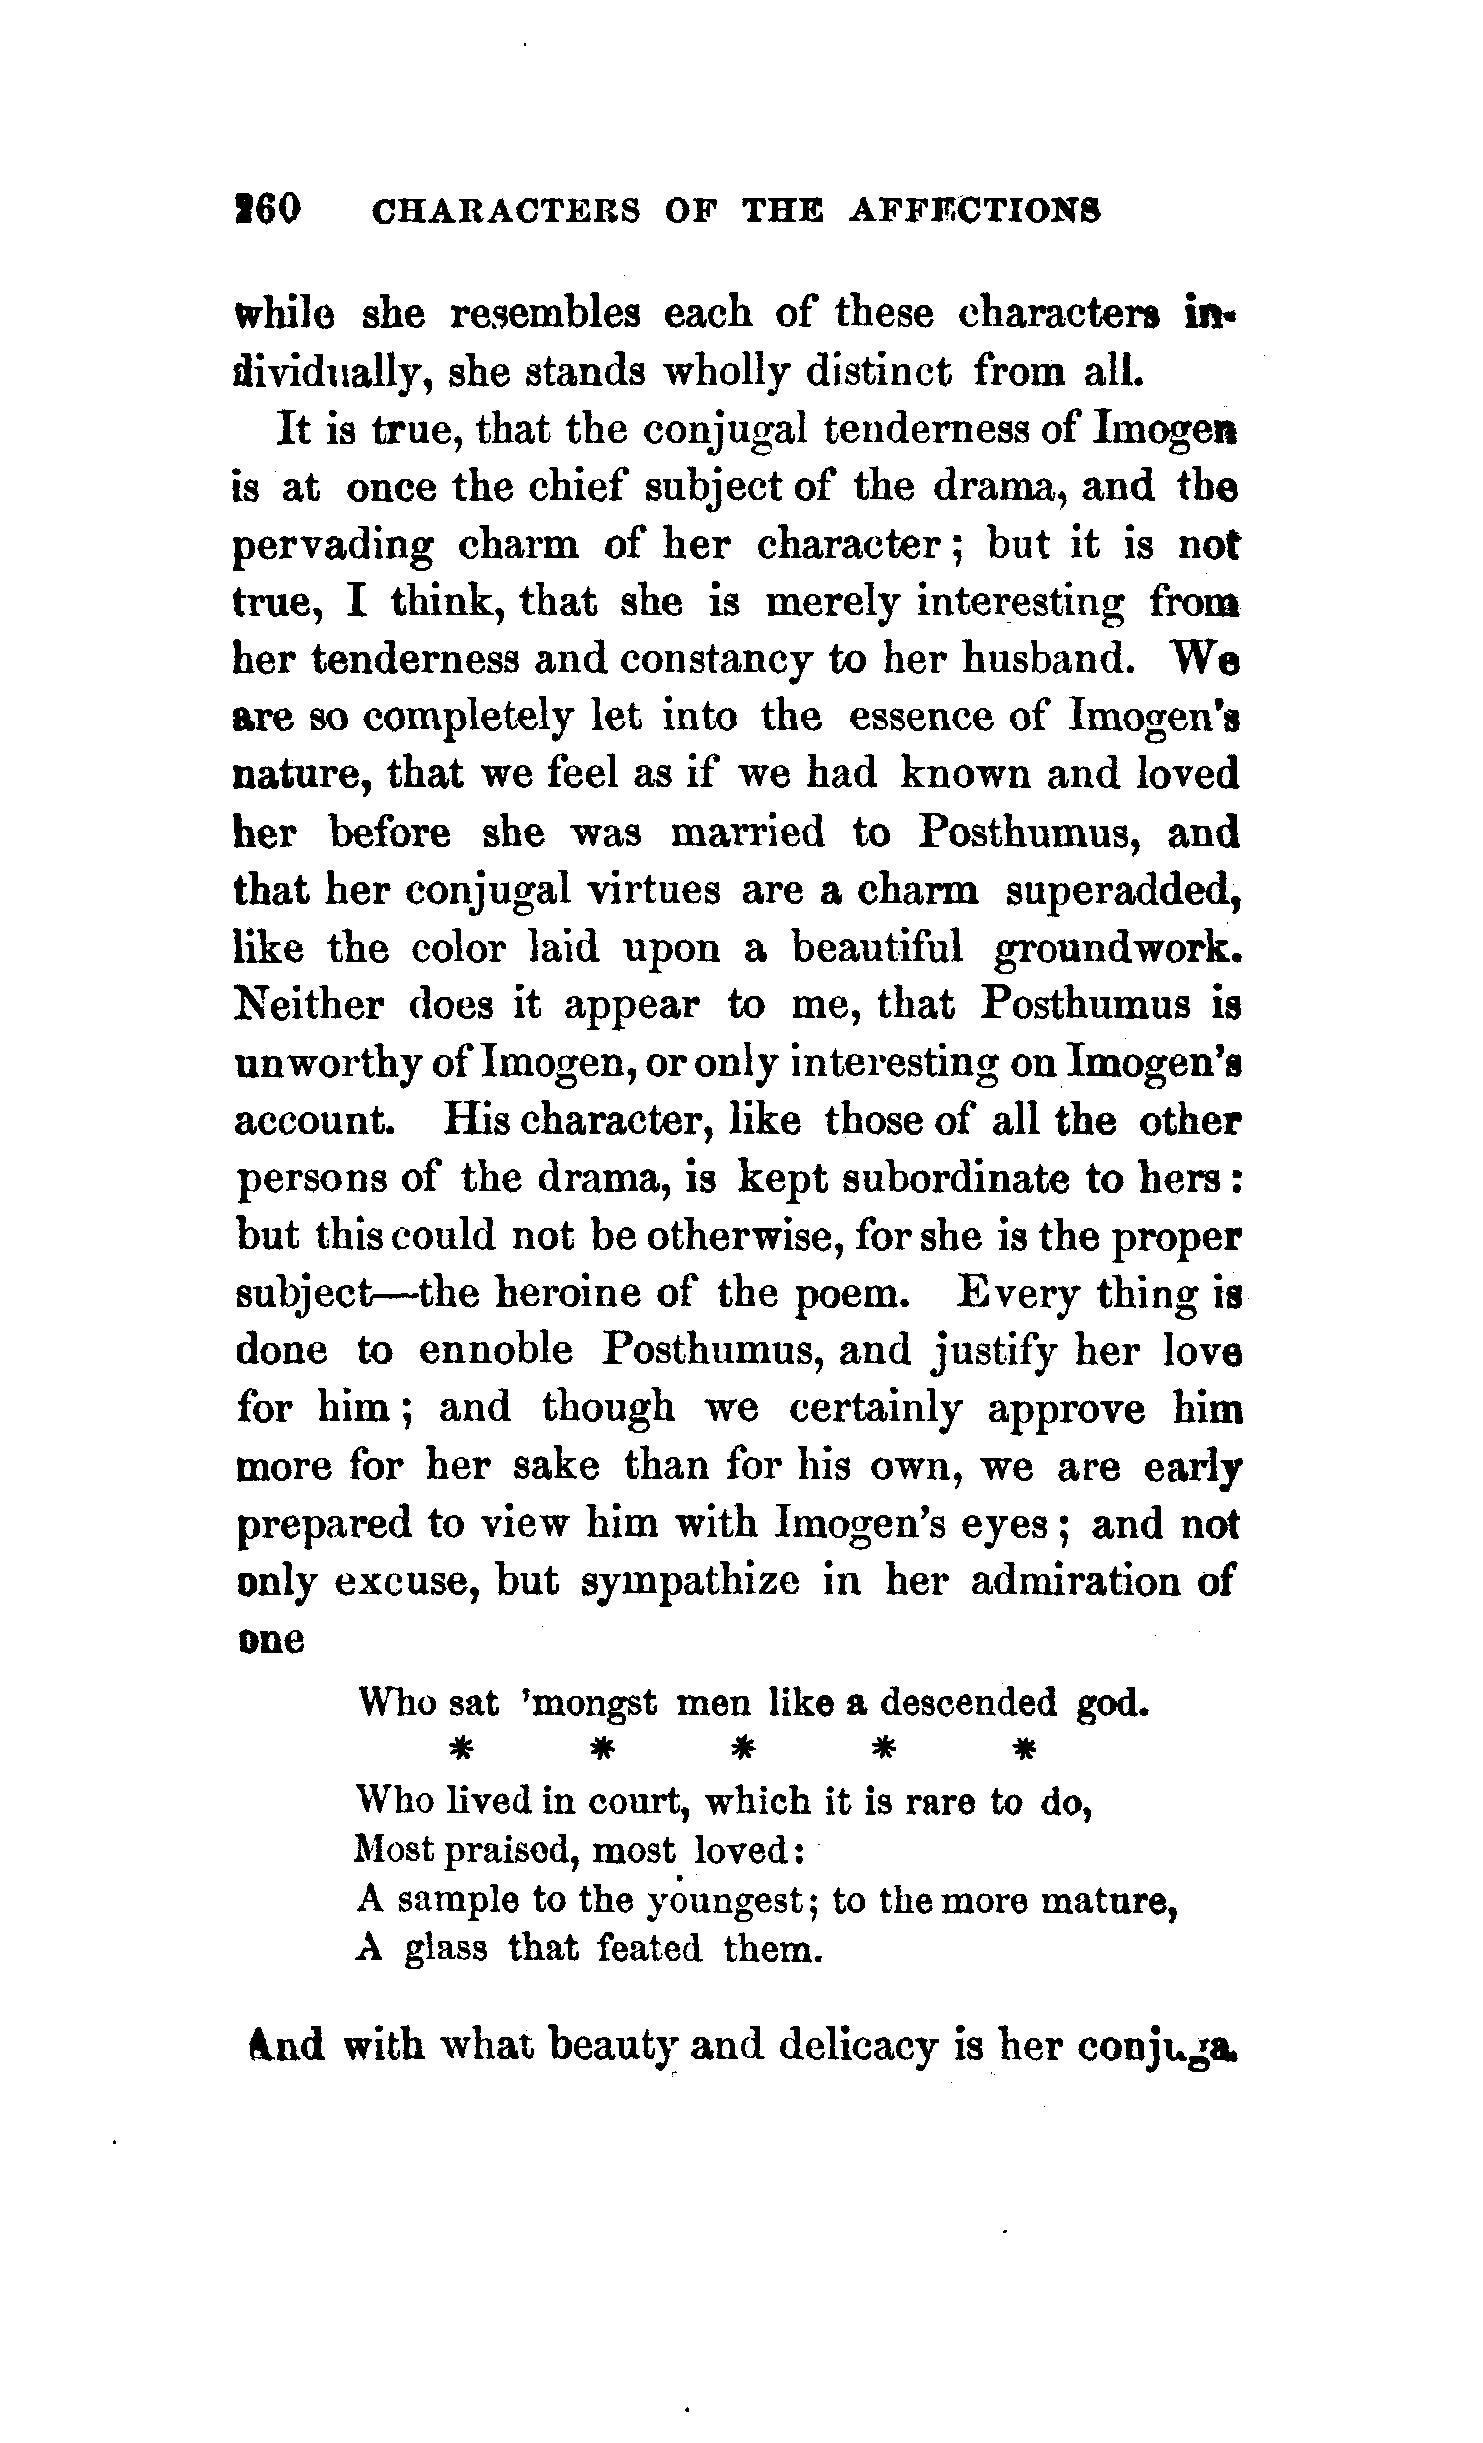 260 CHARACTERS OF THE AFFECTIONS
while she resembles each of these characters in-
dividually, she stands wholly distinct from all.
It is true, that the conjugal tenderness of Imogen
is at once the chief subject of the drama, and the
pervading charm of her character; but it is not
true, I think, that she is merely interesting from
her tenderness and constancy to her husband. We
are so completely let into the essence of Imogen's
nature, that we feel as if we had known and loved
her before she was married to Posthumus, and
that her conjugal virtues are a charm superadded,
like the color laid upon a beautiful groundwork.
Neither does it appear to me, that Posthumus is
unworthy of Imogen, or only interesting on Imogen's
account. His character, like those of all the other
persons of the drama, is kept subordinate to hers:
but this could not be otherwise, for she is the proper
subject—the heroine of the poem. Every thing is
done to ennoble Posthumus, and justify her love
for him; and though we certainly approve him
more for her sake than for his own, we are early
prepared to view him with Imogen's eyes; and not
only excuse, but sympathize in her admiration of
one
Who sat 'mongst men like a descended god.
* * * * *
Who lived in court, which it is rare to do,
Most praised, most loved:
A sample to the youngest; to the more mature,
A glass that feated them.
And with what beauty and delicacy is her conjuga